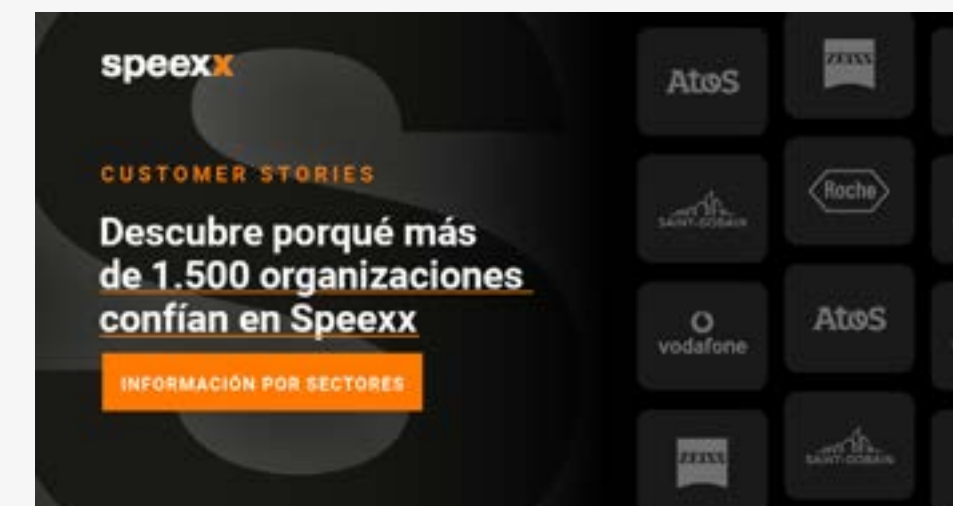 speexx
CUSTOMER STORIES
Descubre porqué más
de 1.500 organizaciones
confían en Speexx
INFORMACIÓN POR SECTORES
Atos
ZEISS
SAINT-GOBAIN
Roche
vodafone
Atos
ZEISS
SAINT-GOBAIN